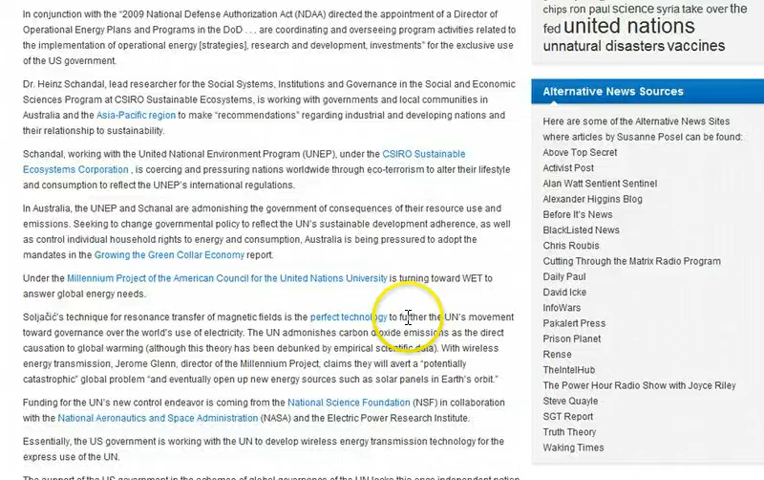 In conjunction with the “2009 National Defense Authorization Act (NDAA) directed the appointment of a Director of
Operational Energy Plans and Programs in the DoD . . . are coordinating and overseeing program activities related to
the implementation of operational energy [strategies], research and development, investments” for the exclusive use
of the US government.
Dr. Heinz Schandal, lead researcher for the Social Systems, Institutions and Governance in the Social and Economic
Sciences Program at CSIRO Sustainable Ecosystems, is working with governments and local communities in
Australia and the Asia-Pacific region to make “recommendations” regarding industrial and developing nations and
their relationship to sustainability.
Schandal, working with the United National Environment Program (UNEP), under the CSIRO Sustainable
Ecosystems Corporation , is coercing and pressuring nations worldwide through eco-terrorism to alter their lifestyle
and consumption to reflect the UNEP's international regulations.
In Australia, the UNEP and Schanal are admonishing the government of consequences of their resource use and
emissions. Seeking to change governmental policy to reflect the UN's sustainable development adherence, as well
as control individual household rights to energy and consumption, Australia is being pressured to adopt the
mandates in the Growing the Green Collar Economy report.
Under the Millennium Project of the American Council for the United Nations University is turning toward WET to
answer global energy needs.
Soljačić's technique for resonance transfer of magnetic fields is the perfect technology to further the UN's movement
toward governance over the world's use of electricity. The UN admonishes carbon dioxide emissions as the direct
causation to global warming (although this theory has been debunked by empirical scientific data). With wireless
energy transmission, Jerome Glenn, director of the Millennium Project, claims they will avert a “potentially
catastrophic” global problem “and eventually open up new energy sources such as solar panels in Earth's orbit.”
Funding for the UN's new control endeavor is coming from the National Science Foundation (NSF) in collaboration
with the National Aeronautics and Space Administration (NASA) and the Electric Power Research Institute.
Essentially, the US government is working with the UN to develop wireless energy transmission technology for the
express use of the UN.
The support of the US government in the schemes of global governance of the UN looks this once independent nation
chips ron paul science syria take over the
fed united nations
unnatural disasters vaccines
Alternative News Sources
Here are some of the Alternative News Sites
where articles by Susanne Posel can be found:
Above Top Secret
Activist Post
Alan Watt Sentient Sentinel
Alexander Higgins Blog
Before It's News
BlackListed News
Chris Roubis
Cutting Through the Matrix Radio Program
Daily Paul
David Icke
InfoWars
Pakalert Press
Prison Planet
Rense
TheIntelHub
The Power Hour Radio Show with Joyce Riley
Steve Quayle
SGT Report
Truth Theory
Waking Times